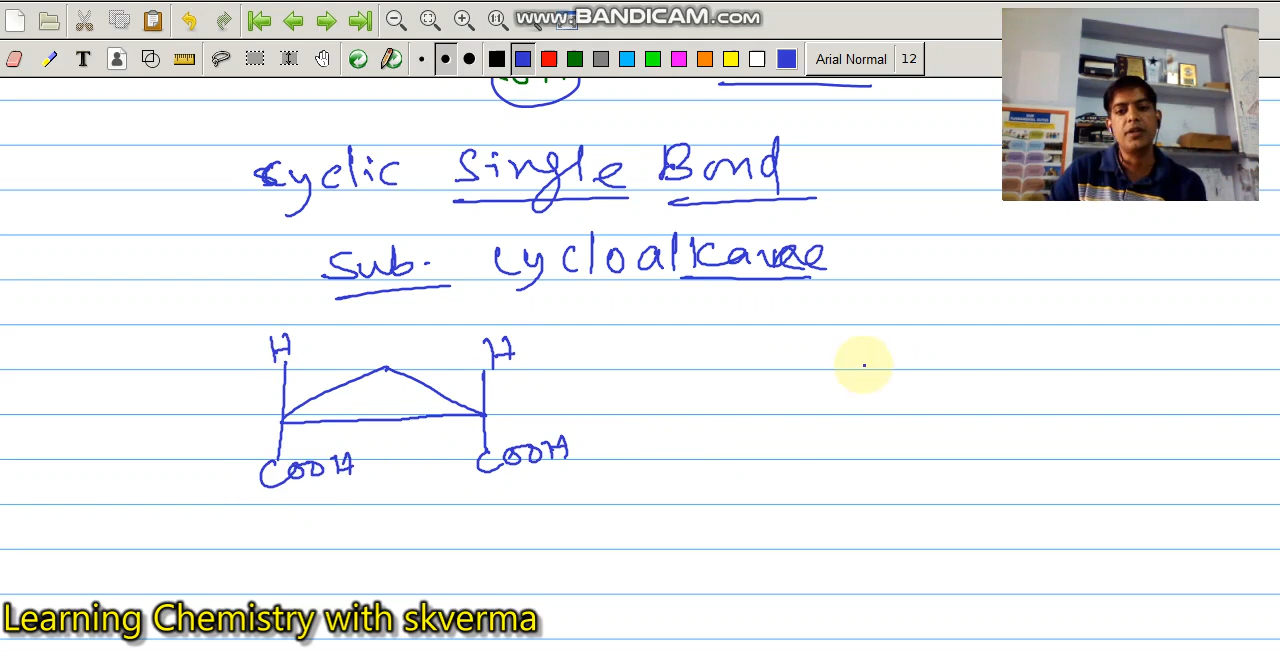 www.BANDICAM.com
Arial Normal 12
cyclic Single Bond
Sub. cycloalkane
H H
COOH COOH
Learning Chemistry with skverma